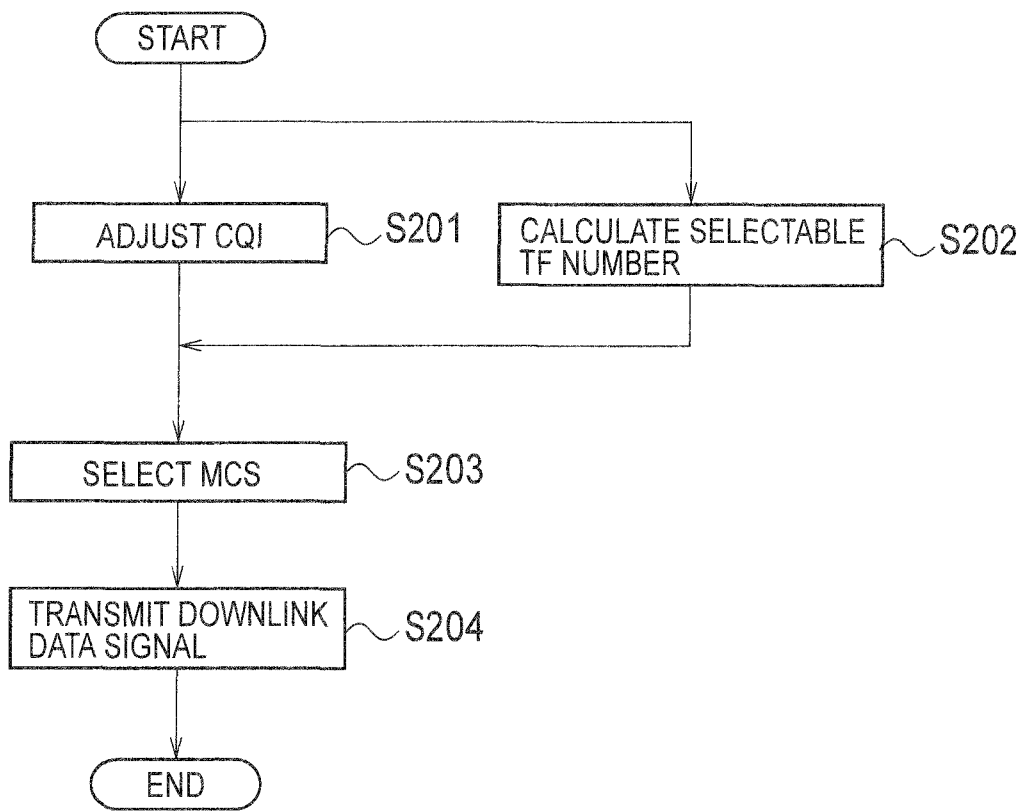 START
ADJUST CQI
S201
CALCULATE SELECTABLE
TF NUMBER
S202
SELECT MCS
S203
TRANSMIT DOWNLINK
DATA SIGNAL
S204
END